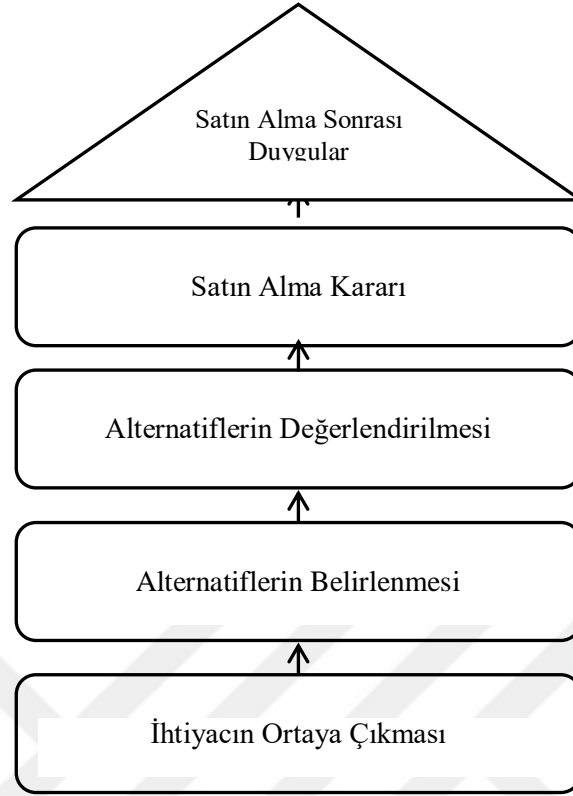 Satın Alma Sonrası
Duygular
Satın Alma Kararı
Alternatiflerin Değerlendirilmesi
Alternatiflerin Belirlenmesi
İhtiyacın Ortaya Çıkması